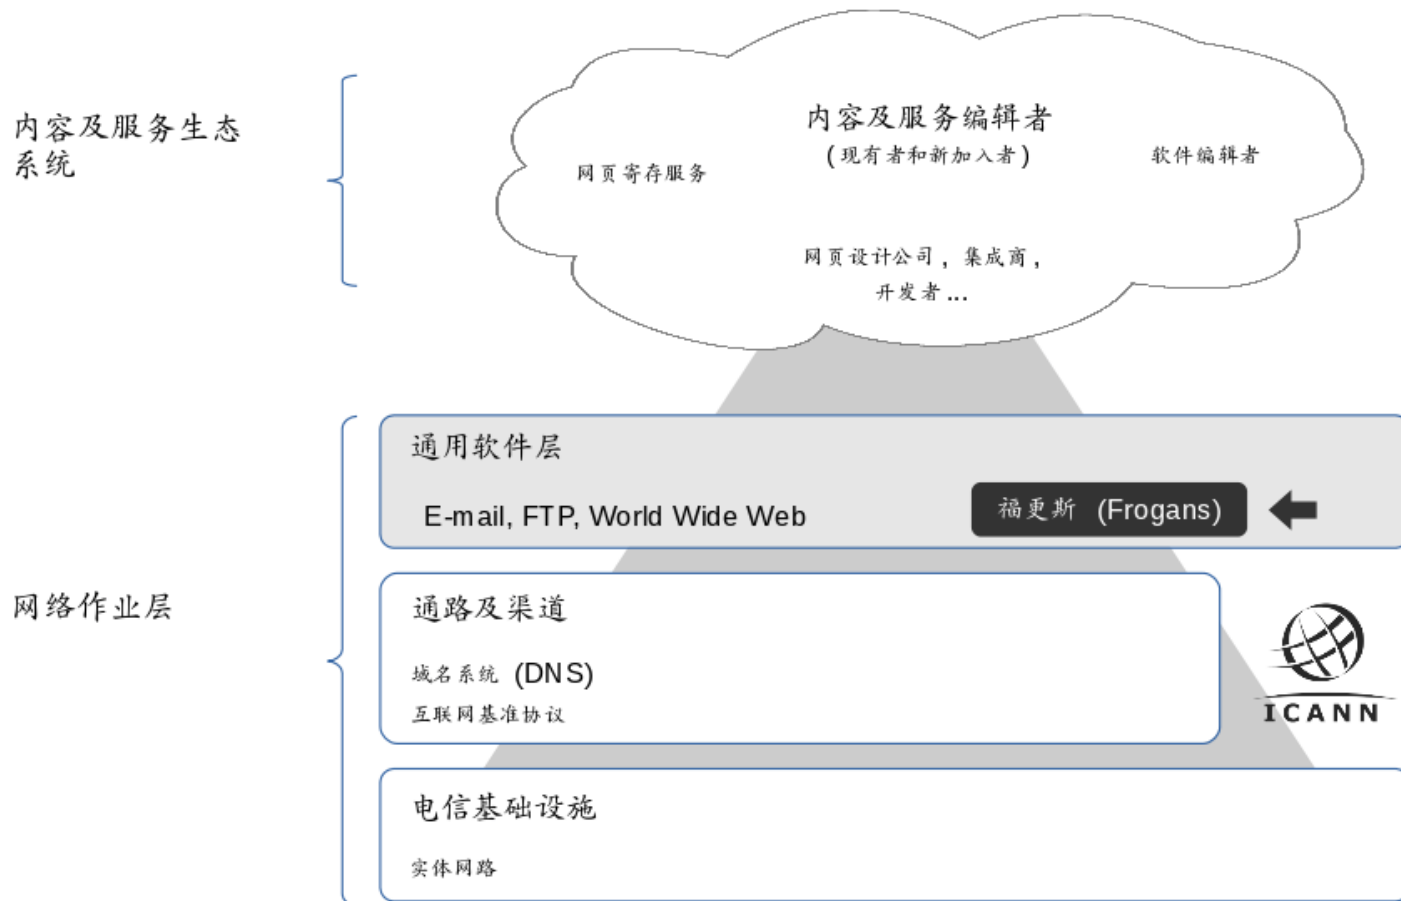 内容及服务生态
系统
内容及服务编辑者
(现有者和新加入者)
网页寄存服务
软件编辑者
网页设计公司, 集成商,
开发者...
网络作业层
通用软件层
E-mail, FTP, World Wide Web
福更斯 (Frogans)
通路及渠道
域名系统 (DNS)
互联网基准协议
ICANN
电信基础设施
实体网路